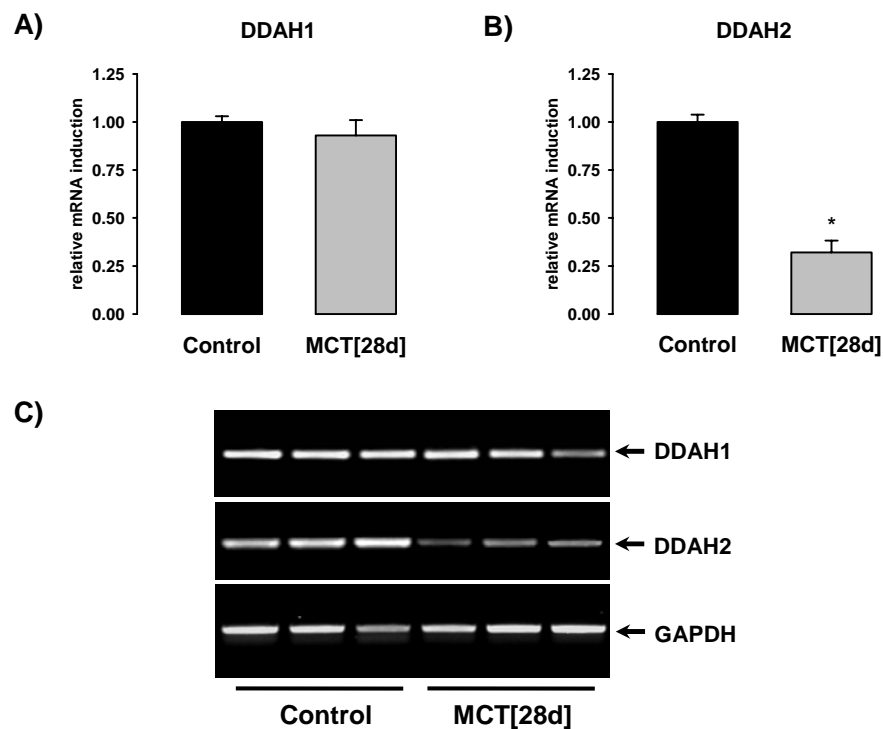 A)
DDAH1
relative mRNA induction
1.25
1.00
0.75
0.50
0.25
0.00
Control
MCT[28d]
B)
DDAH2
relative mRNA induction
1.25
1.00
0.75
0.50
0.25
0.00
*
Control
MCT[28d]
C)
DDAH1
DDAH2
GAPDH
Control
MCT[28d]